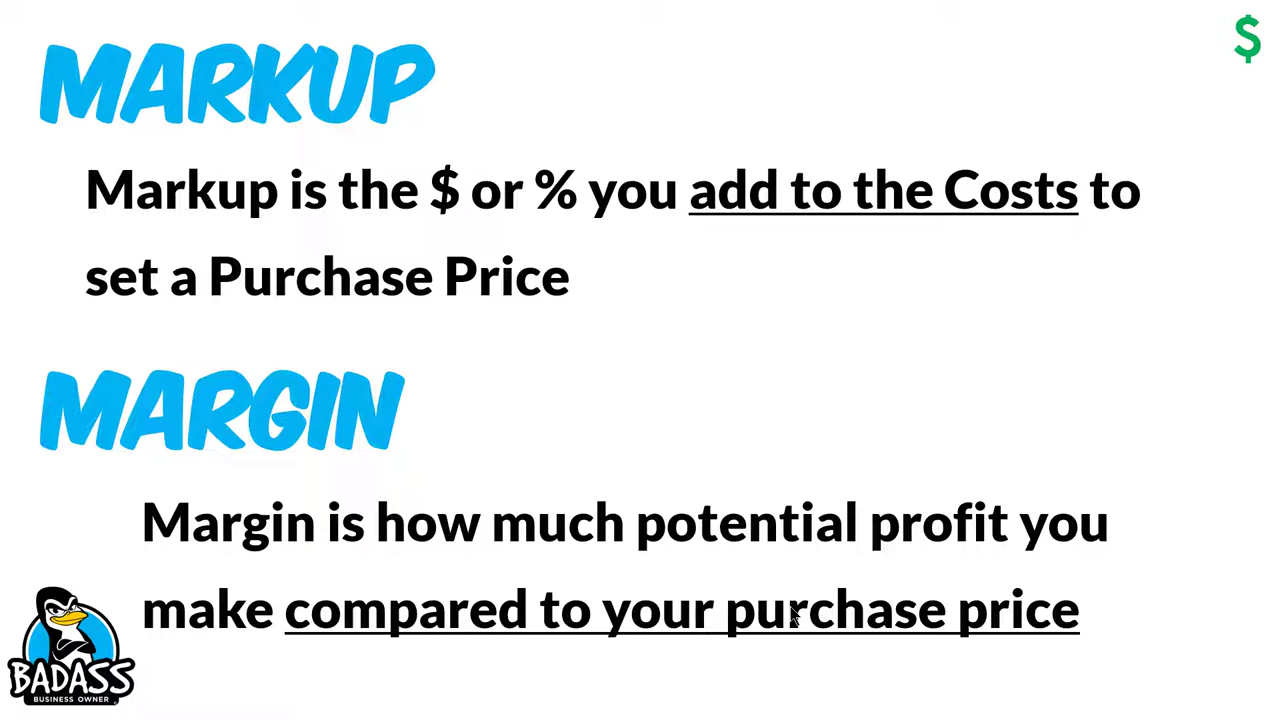 $
MARKUP
Markup is the $ or % you add to the Costs to
set a Purchase Price
MARGIN
Margin is how much potential profit you
make compared to your purchase price
BADASS
BUSINESS OWNER